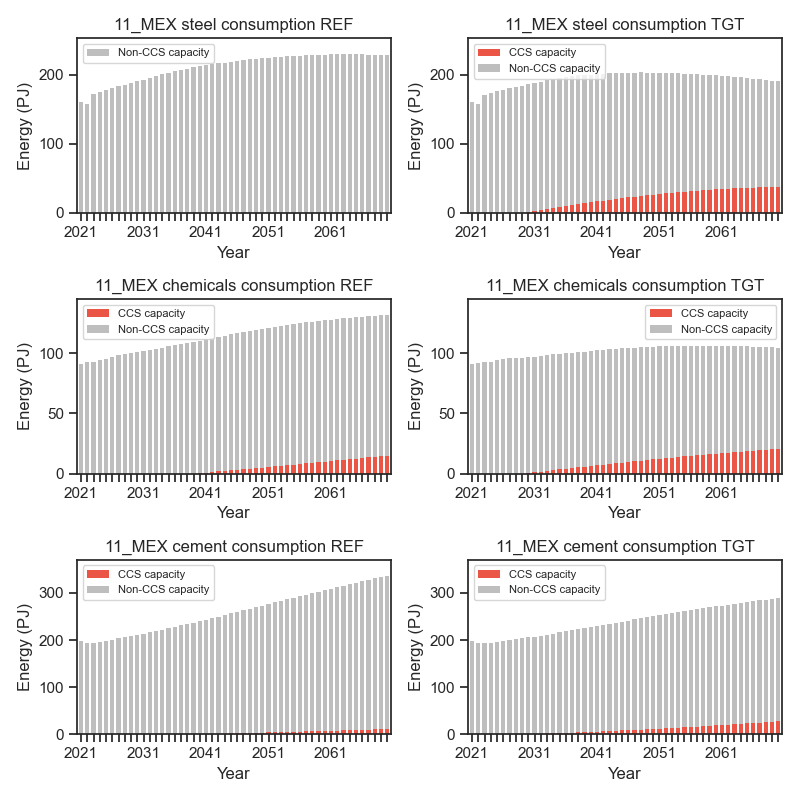 11_MEX steel consumption REF
Energy (PJ)
200
100
0
Non-CCS capacity
2021 2031 2041 2051 2061
Year
11_MEX steel consumption TGT
Energy (PJ)
200
100
0
CCS capacity
Non-CCS capacity
2021 2031 2041 2051 2061
Year
11_MEX chemicals consumption REF
Energy (PJ)
100
50
0
CCS capacity
Non-CCS capacity
2021 2031 2041 2051 2061
Year
11_MEX chemicals consumption TGT
Energy (PJ)
100
50
0
CCS capacity
Non-CCS capacity
2021 2031 2041 2051 2061
Year
11_MEX cement consumption REF
Energy (PJ)
300
200
100
0
CCS capacity
Non-CCS capacity
2021 2031 2041 2051 2061
Year
11_MEX cement consumption TGT
Energy (PJ)
300
200
100
0
CCS capacity
Non-CCS capacity
2021 2031 2041 2051 2061
Year